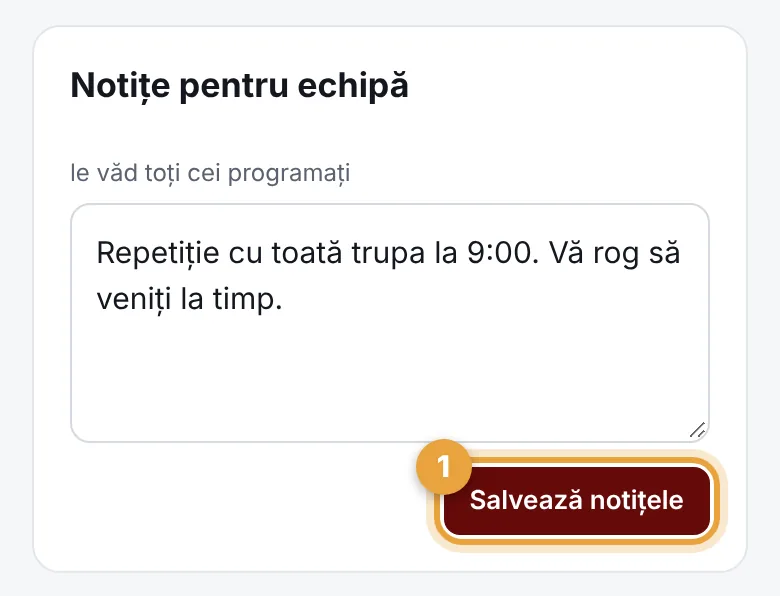 Notițe pentru echipă
le văd toți cei programați
Repetiție cu toată trupa la 9:00. Vă rog să
veniți la timp.
1
Salvează notițele